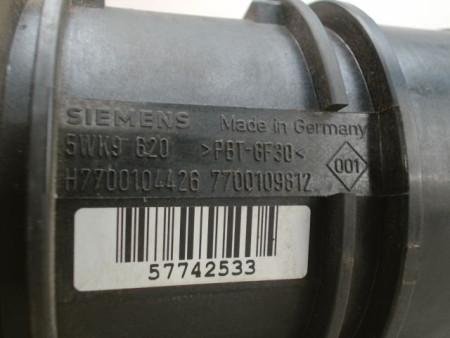 SIEMENS Made in Germany
5WK9 620 >PBT-GF30<
001
H7700104426 7700109812
57742533